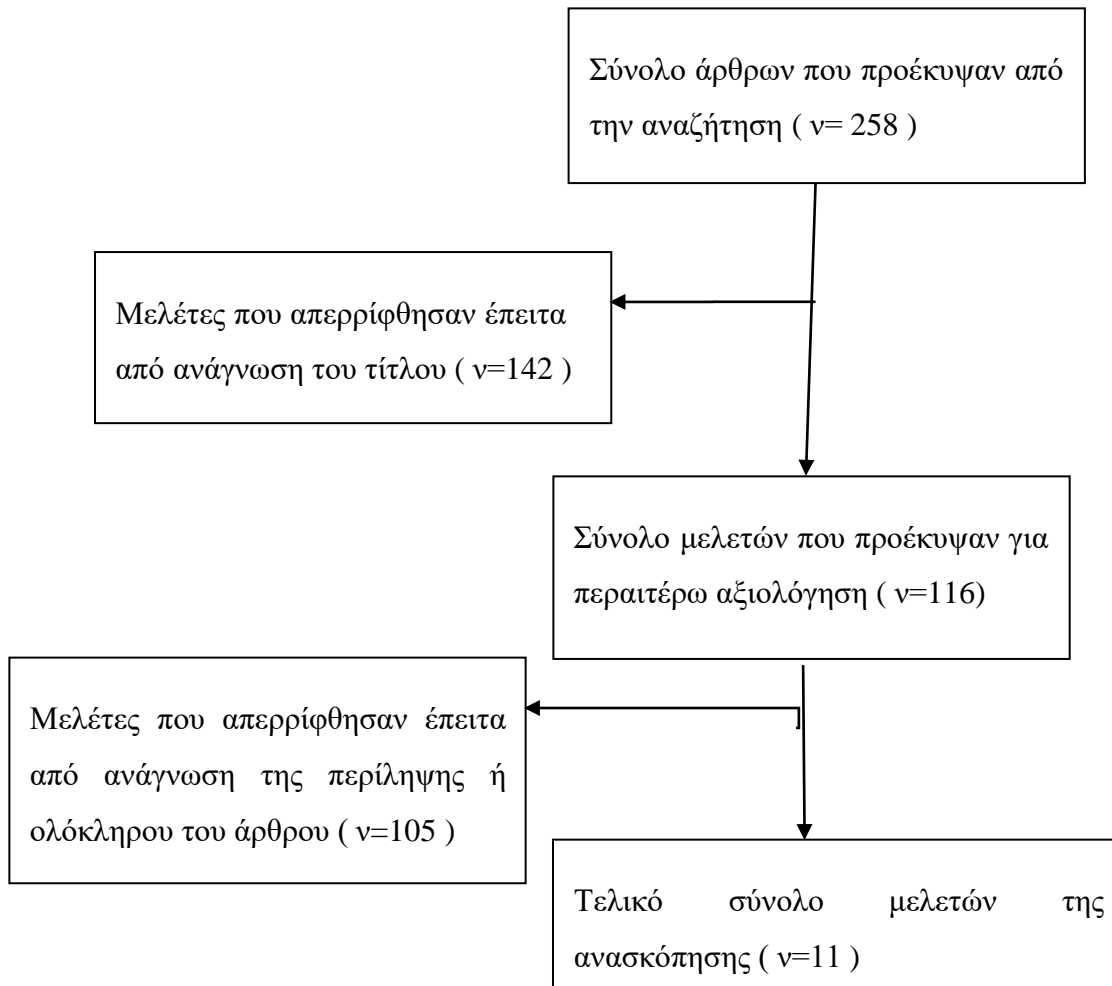 Σύνολο άρθρων που προέκυψαν από
την αναζήτηση ( ν= 258 )
Μελέτες που απερρίφθησαν έπειτα
από ανάγνωση του τίτλου ( ν=142 )
Σύνολο μελετών που προέκυψαν για
περαιτέρω αξιολόγηση ( ν=116)
Μελέτες που απερρίφθησαν έπειτα
από ανάγνωση της περίληψης ή
ολόκληρου του άρθρου ( ν=105 )
Τελικό σύνολο μελετών της
ανασκόπησης ( ν=11 )